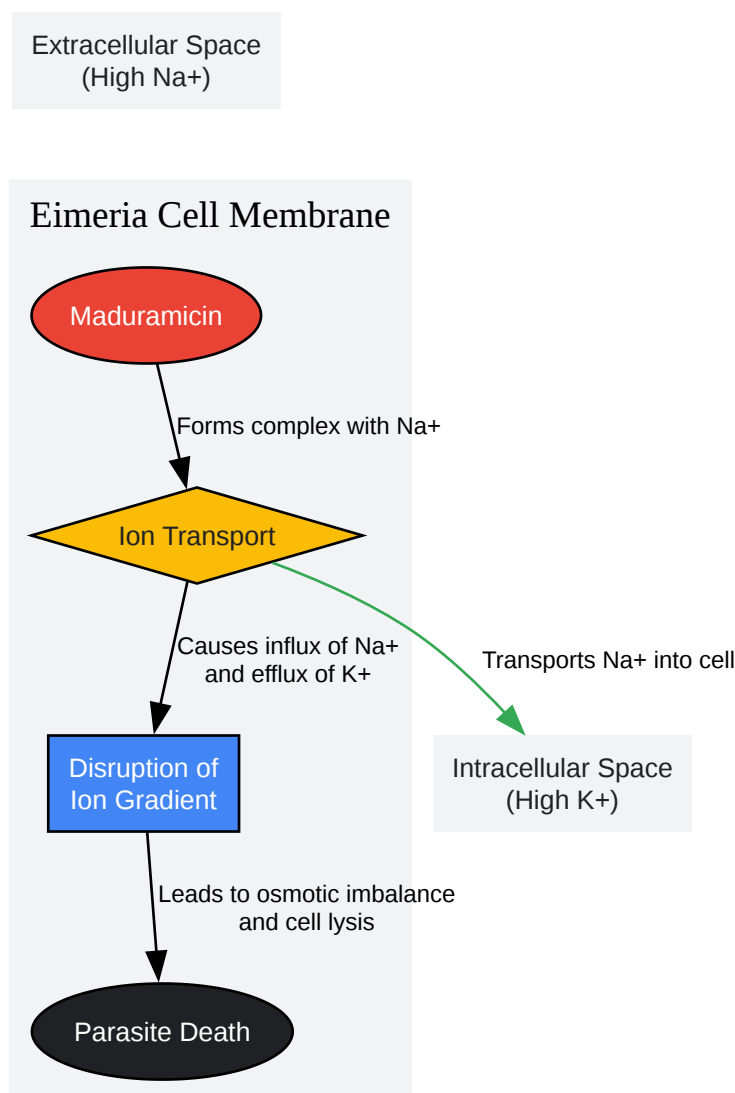 Extracellular Space
(High Na+)
Eimeria Cell Membrane
Maduramicin
Forms complex with Na+
Ion Transport
Causes influx of Na+
and efflux of K+
Transports Na+ into cell
Disruption of
Ion Gradient
Intracellular Space
(High K+)
Leads to osmotic imbalance
and cell lysis
Parasite Death